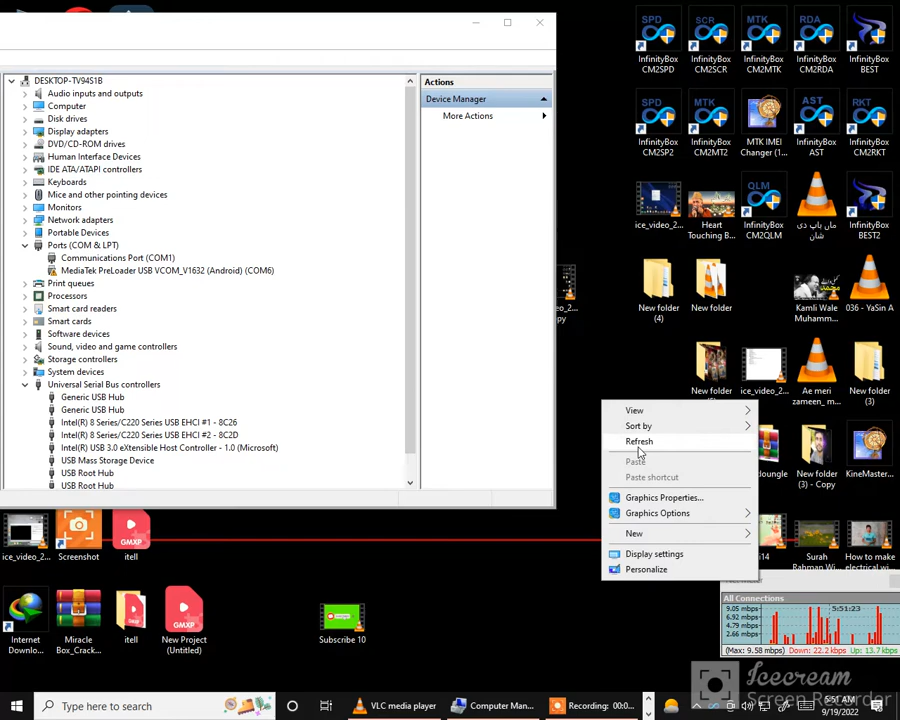 DESKTOP-TV94S1B
Audio inputs and outputs
Computer
Disk drives
Display adapters
DVD/CD-ROM drives
Human Interface Devices
IDE ATA/ATAPI controllers
Keyboards
Mice and other pointing devices
Monitors
Network adapters
Portable Devices
Ports (COM & LPT)
Communications Port (COM1)
MediaTek PreLoader USB VCOM_V1632 (Android) (COM6)
Print queues
Processors
Smart card readers
Smart cards
Software devices
Sound, video and game controllers
Storage controllers
System devices
Universal Serial Bus controllers
Generic USB Hub
Generic USB Hub
Intel(R) 8 Series/C220 Series USB EHCI #1 - 8C26
Intel(R) 8 Series/C220 Series USB EHCI #2 - 8C2D
Intel(R) USB 3.0 eXtensible Host Controller - 1.0 (Microsoft)
USB Mass Storage Device
USB Root Hub
USB Root Hub
Actions
Device Manager
More Actions
SPD
SCR
MTK
RDA
InfinityBox CM2SPD
InfinityBox CM2SCR
InfinityBox CM2MTK
InfinityBox CM2RDA
InfinityBox BEST
SPD
MTK
AST
RKT
InfinityBox CM2SP2
InfinityBox CM2MT2
MTK IMEI Changer (1...
InfinityBox AST
InfinityBox CM2RKT
QLM
ice_video_2...
Heart Touching B...
InfinityBox CM2QLM
ماں باپ دی شان
InfinityBox BEST2
New folder (4)
New folder
Kamli Wale Muhamm...
036 - YaSin A
ice_video_2...
Ae meri zameen_ m...
New folder (3)
View
Sort by
Refresh
Paste
Paste shortcut
Graphics Properties...
Graphics Options
New
Display settings
Personalize
doungle
New folder (3) - Copy
KineMaster...
Surah Rahman Wi...
How to make electrical wi...
ice_video_2...
Screenshot
GMXP
itell
Internet Downlo...
Miracle Box_Crack...
itell
GMXP
New Project (Untitled)
Subscribe 10
All Connections
9.05 mbps
6.97 mbps
4.79 mbps
2.66 mbps
5:51:23
(Max: 9.58 mbps) Down: 22.2 kbps Up: 13.7 kbps
Icecream
Screen Recorder
Type here to search
VLC media player
Computer Man...
Recording: 00:0...
5:51 AM
9/19/2022